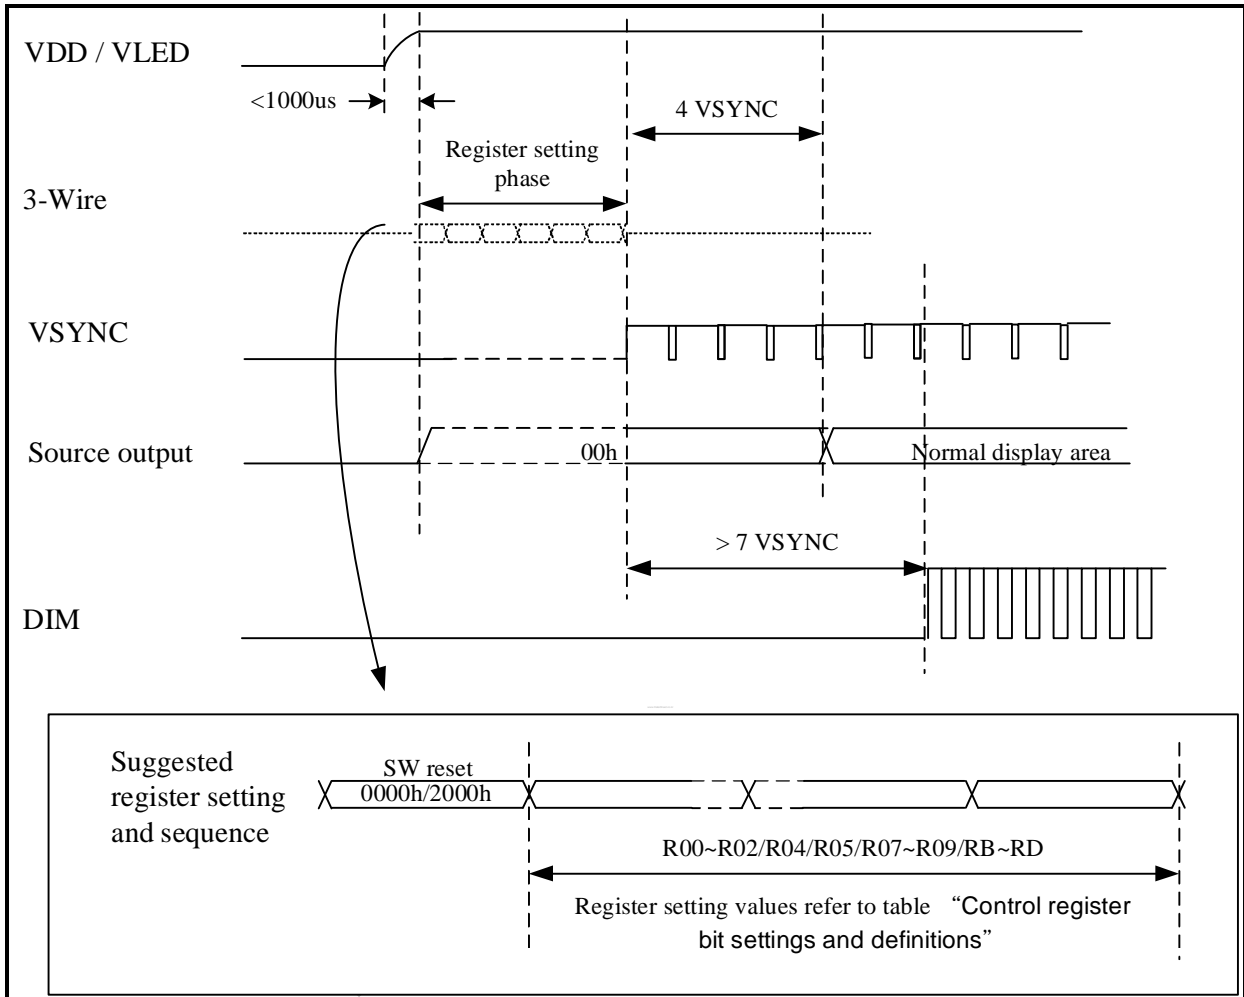 VDD / VLED
<1000us
4 VSYNC
Register setting
phase
3-Wire
VSYNC
Source output
00h
Normal display area
> 7 VSYNC
DIM
Suggested
register setting
and sequence
SW reset
0000h/2000h
R00~R02/R04/R05/R07~R09/RB~RD
Register setting values refer to table “Control register
bit settings and definitions”